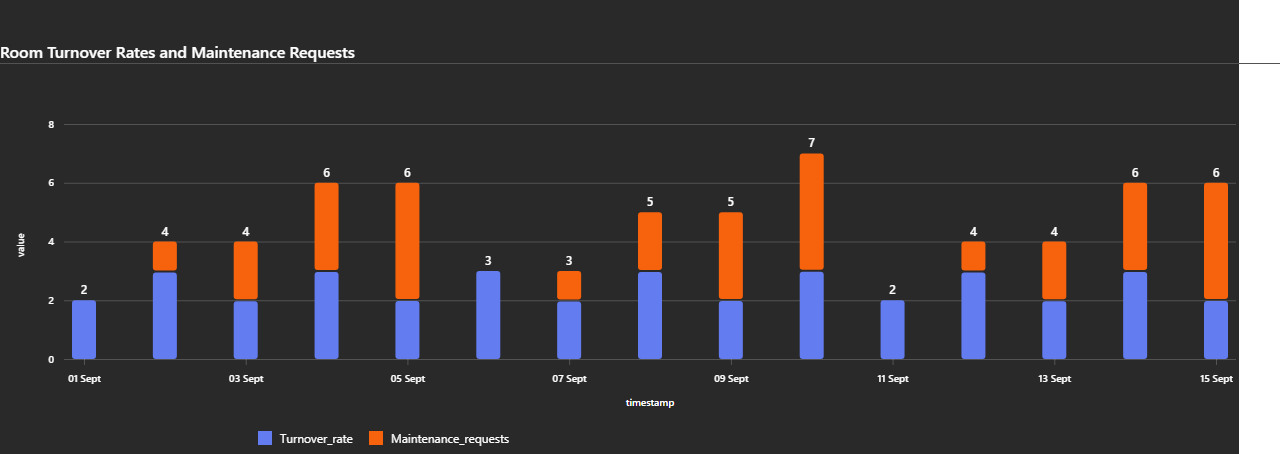 Room Turnover Rates and Maintenance Requests
8
6
4
2
0
value
2
4
4
6
6
3
3
5
5
7
2
4
4
6
6
01 Sept
03 Sept
05 Sept
07 Sept
09 Sept
11 Sept
13 Sept
15 Sept
timestamp
Turnover_rate
Maintenance_requests